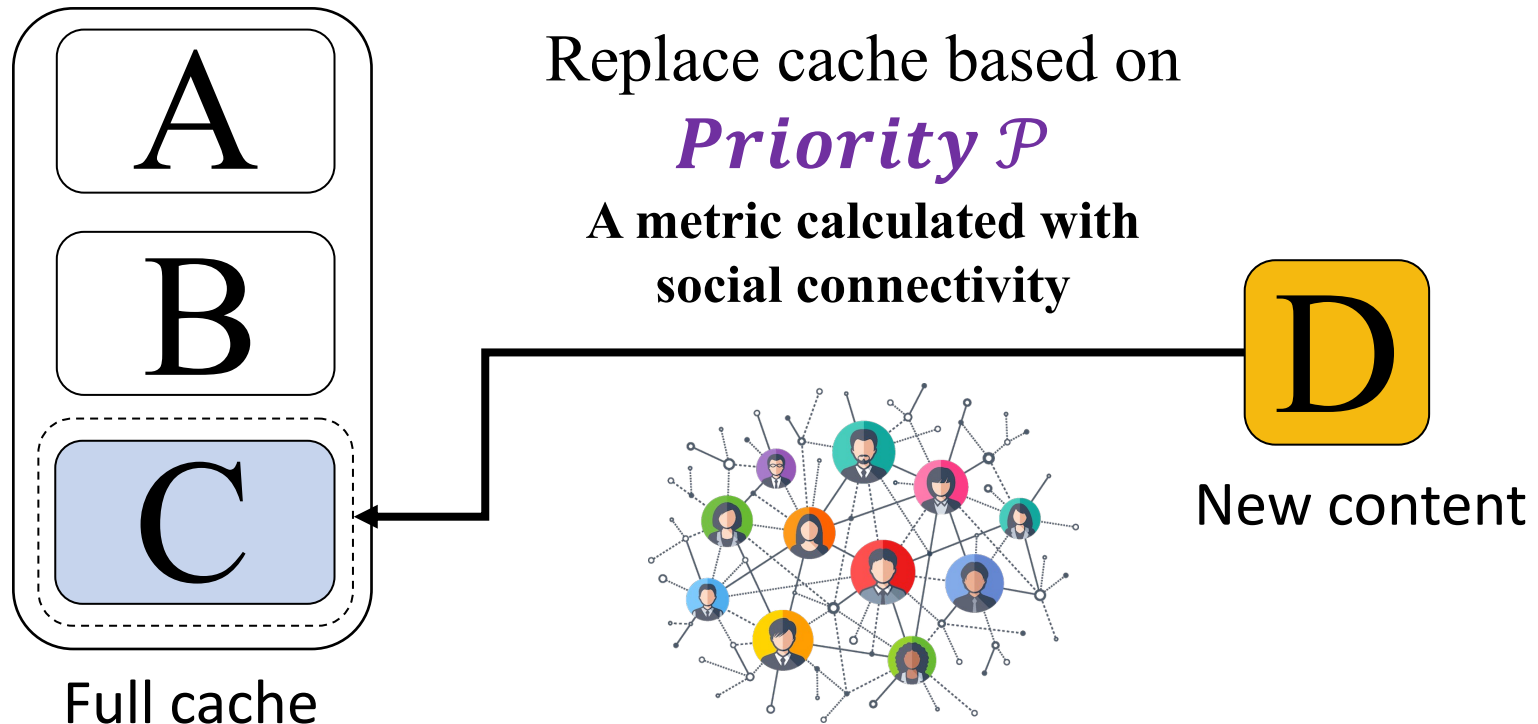 A
B
C
Full cache
Replace cache based on
Priority 𝒫
A metric calculated with
social connectivity
D
New content